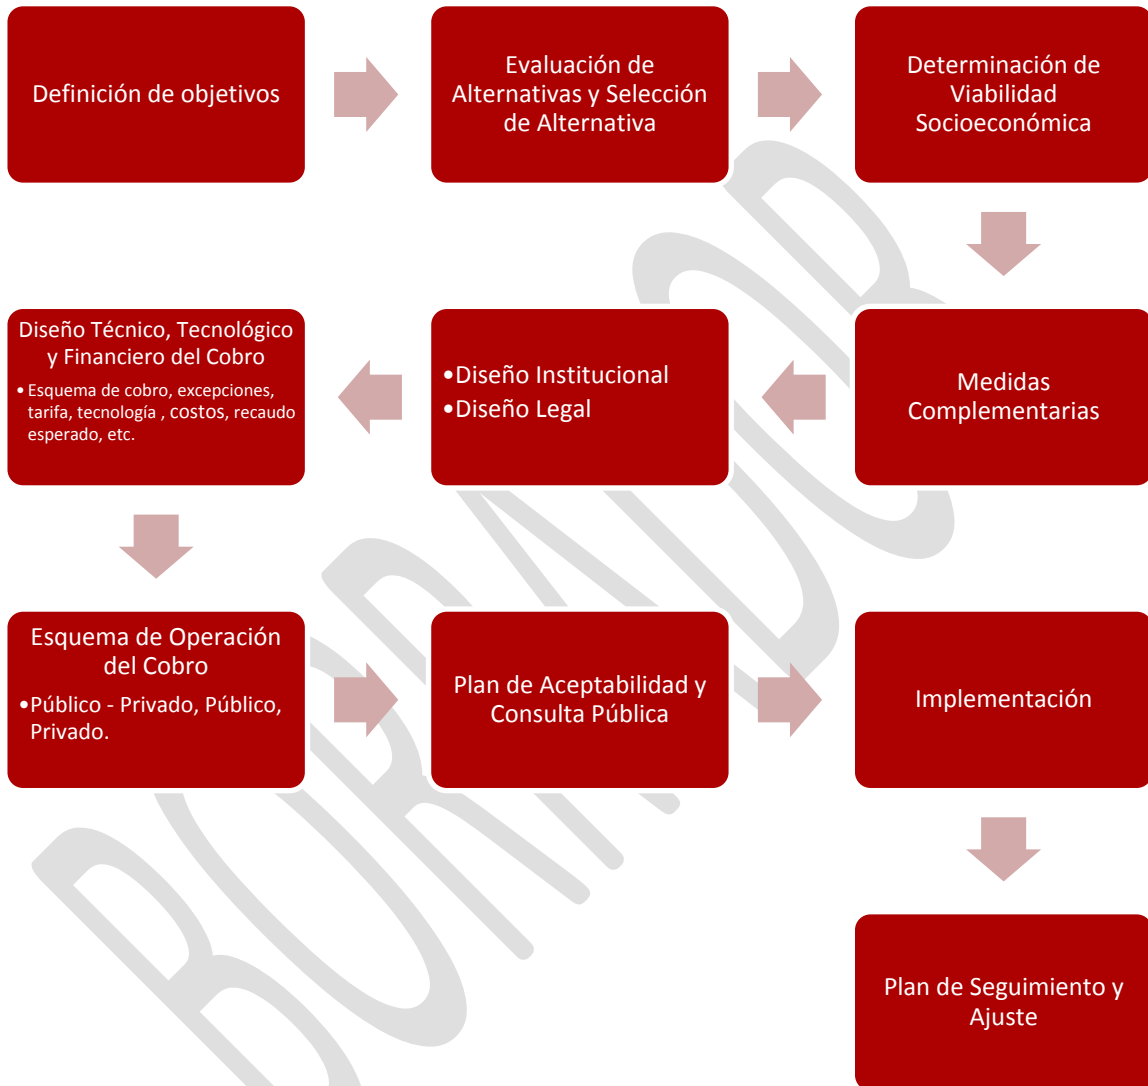 Definición de objetivos
Evaluación de
Alternativas y Selección
de Alternativa
Determinación de
Viabilidad
Socioeconómica
Medidas
Complementarias
•Diseño Institucional
•Diseño Legal
Diseño Técnico, Tecnológico
y Financiero del Cobro
• Esquema de cobro, excepciones,
tarifa, tecnología , costos, recaudo
esperado, etc.
Esquema de Operación
del Cobro
•Público - Privado, Público,
Privado.
Plan de Aceptabilidad y
Consulta Pública
Implementación
Plan de Seguimiento y
Ajuste
BORRADOR